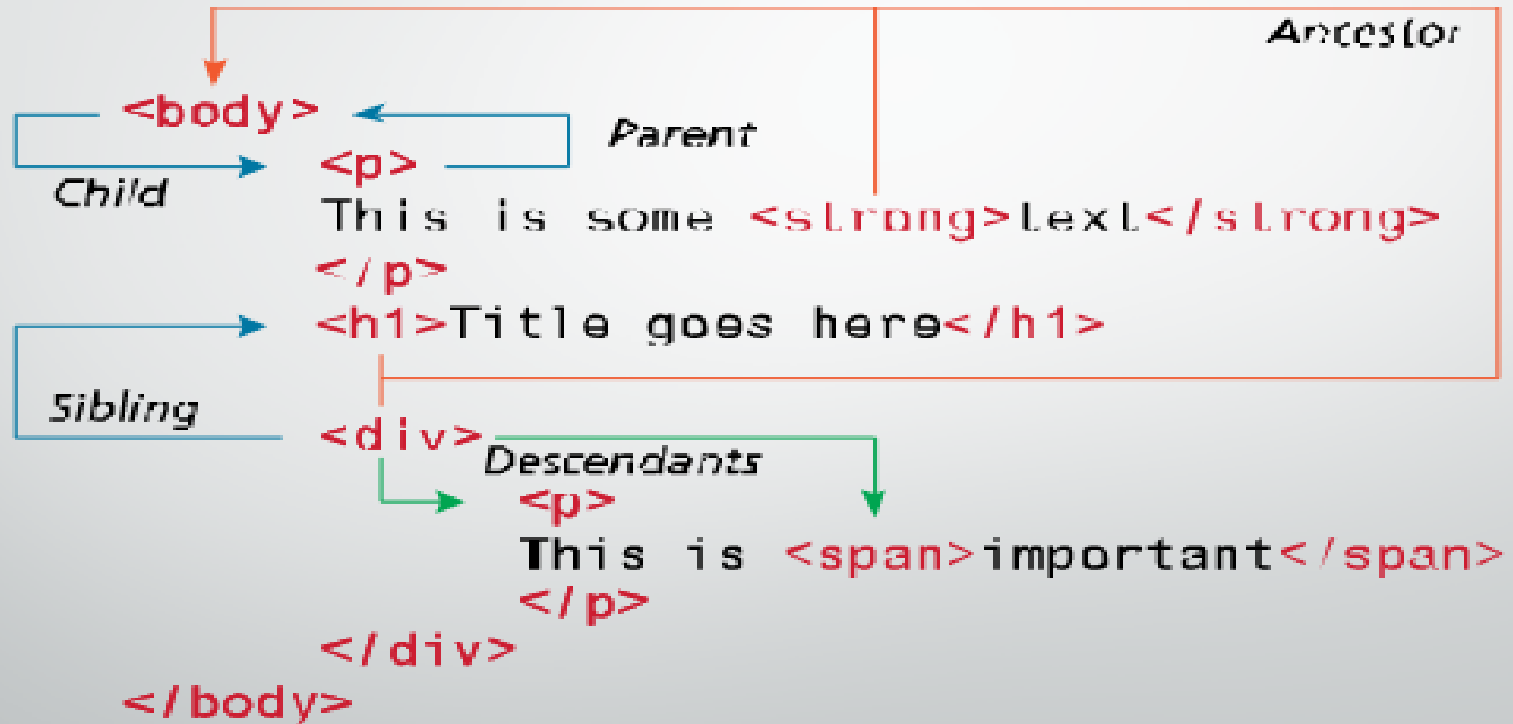 Ancestor
<body>
Parent
<p>
Child
This is some <strong>text</strong>
</p>
<h1>Title goes here</h1>
Sibling
<div>
Descendants
<p>
This is <span>important</span>
</p>
</div>
</body>